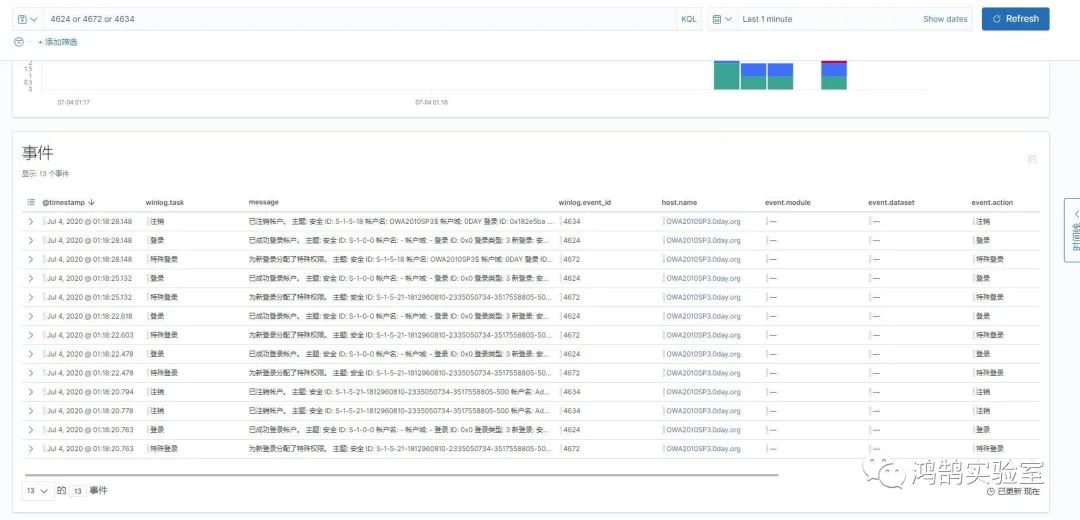 4624 or 4672 or 4634 KQL Last 1 minute Show dates Refresh
+ 添加筛选
2
1.5
1
0.5
0
07-04 01:17 07-04 01:18
事件
显示: 13 个事件
@timestamp winlog.task message winlog.event_id host.name event.module event.dataset event.action
Jul 4, 2020 @ 01:18:28.148 注销 已注销帐户。 主题: 安全 ID: S-1-5-18 帐户名: OWA2010SP3$ 帐户域: 0DAY 登录 ID: 0x182e5ba ... 4634 OWA2010SP3.0day.org — — 注销
Jul 4, 2020 @ 01:18:28.148 登录 已成功登录帐户。 主题: 安全 ID: S-1-0-0 帐户名: - 帐户域: - 登录 ID: 0x0 登录类型: 3 新登录: 安... 4624 OWA2010SP3.0day.org — — 登录
Jul 4, 2020 @ 01:18:28.148 特殊登录 为新登录分配了特殊权限。 主题: 安全 ID: S-1-5-18 帐户名: OWA2010SP3$ 帐户域: 0DAY 登录 ID... 4672 OWA2010SP3.0day.org — — 特殊登录
Jul 4, 2020 @ 01:18:25.132 登录 已成功登录帐户。 主题: 安全 ID: S-1-0-0 帐户名: - 帐户域: - 登录 ID: 0x0 登录类型: 3 新登录: 安... 4624 OWA2010SP3.0day.org — — 登录
Jul 4, 2020 @ 01:18:25.132 特殊登录 为新登录分配了特殊权限。 主题: 安全 ID: S-1-5-21-1812960810-2335050734-3517558805-50... 4672 OWA2010SP3.0day.org — — 特殊登录
Jul 4, 2020 @ 01:18:22.618 登录 已成功登录帐户。 主题: 安全 ID: S-1-0-0 帐户名: - 帐户域: - 登录 ID: 0x0 登录类型: 3 新登录: 安... 4624 OWA2010SP3.0day.org — — 登录
Jul 4, 2020 @ 01:18:22.603 特殊登录 为新登录分配了特殊权限。 主题: 安全 ID: S-1-5-21-1812960810-2335050734-3517558805-50... 4672 OWA2010SP3.0day.org — — 特殊登录
Jul 4, 2020 @ 01:18:22.478 登录 已成功登录帐户。 主题: 安全 ID: S-1-0-0 帐户名: - 帐户域: - 登录 ID: 0x0 登录类型: 3 新登录: 安... 4624 OWA2010SP3.0day.org — — 登录
Jul 4, 2020 @ 01:18:22.478 特殊登录 为新登录分配了特殊权限。 主题: 安全 ID: S-1-5-21-1812960810-2335050734-3517558805-50... 4672 OWA2010SP3.0day.org — — 特殊登录
Jul 4, 2020 @ 01:18:20.794 注销 已注销帐户。 主题: 安全 ID: S-1-5-21-1812960810-2335050734-3517558805-500 帐户名: Ad... 4634 OWA2010SP3.0day.org — — 注销
Jul 4, 2020 @ 01:18:20.778 注销 已注销帐户。 主题: 安全 ID: S-1-5-21-1812960810-2335050734-3517558805-500 帐户名: Ad... 4634 OWA2010SP3.0day.org — — 注销
Jul 4, 2020 @ 01:18:20.763 登录 已成功登录帐户。 主题: 安全 ID: S-1-0-0 帐户名: - 帐户域: - 登录 ID: 0x0 登录类型: 3 新登录: 安... 4624 OWA2010SP3.0day.org — — 登录
Jul 4, 2020 @ 01:18:20.763 特殊登录 为新登录分配了特殊权限。 主题: 安全 ID: S-1-5-21-1812960810-2335050734-3517558805-50... 4672 OWA2010SP3.0day.org — — 特殊登录
13 的 13 事件
已更新 现在
鸿鹄实验室